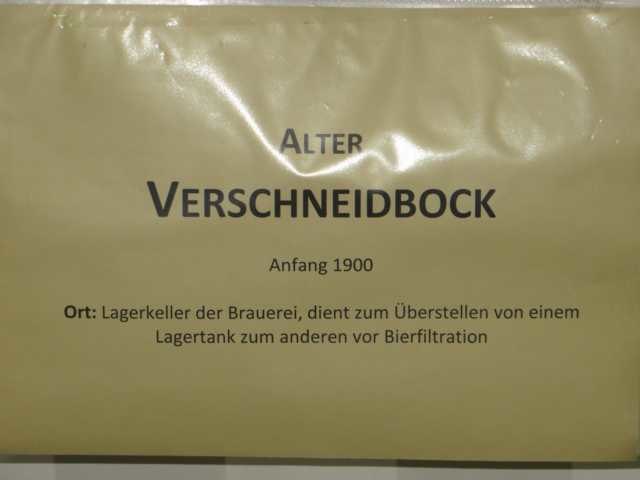 ALTER
VERSCHNEIDBOCK
Anfang 1900
Ort: Lagerkeller der Brauerei, dient zum Überstellen von einem
Lagertank zum anderen vor Bierfiltration